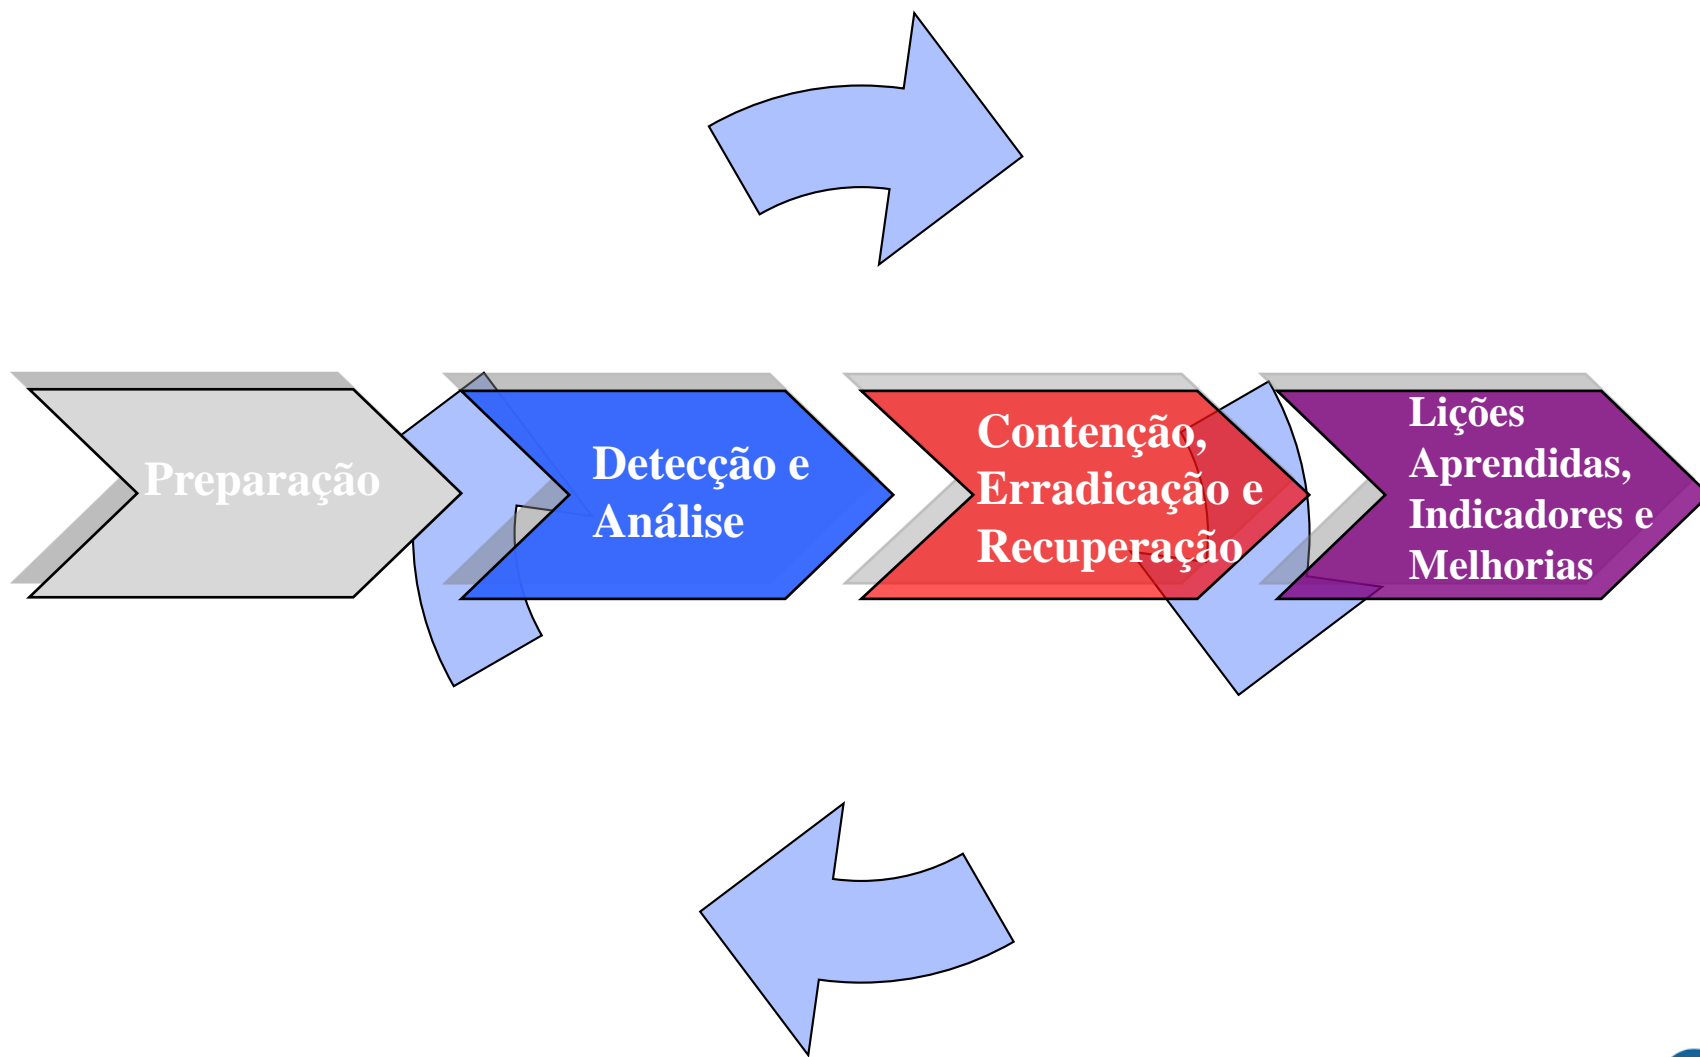 Preparação
Detecção e
Análise
Contenção,
Erradicação e
Recuperação
Lições
Aprendidas,
Indicadores e
Melhorias